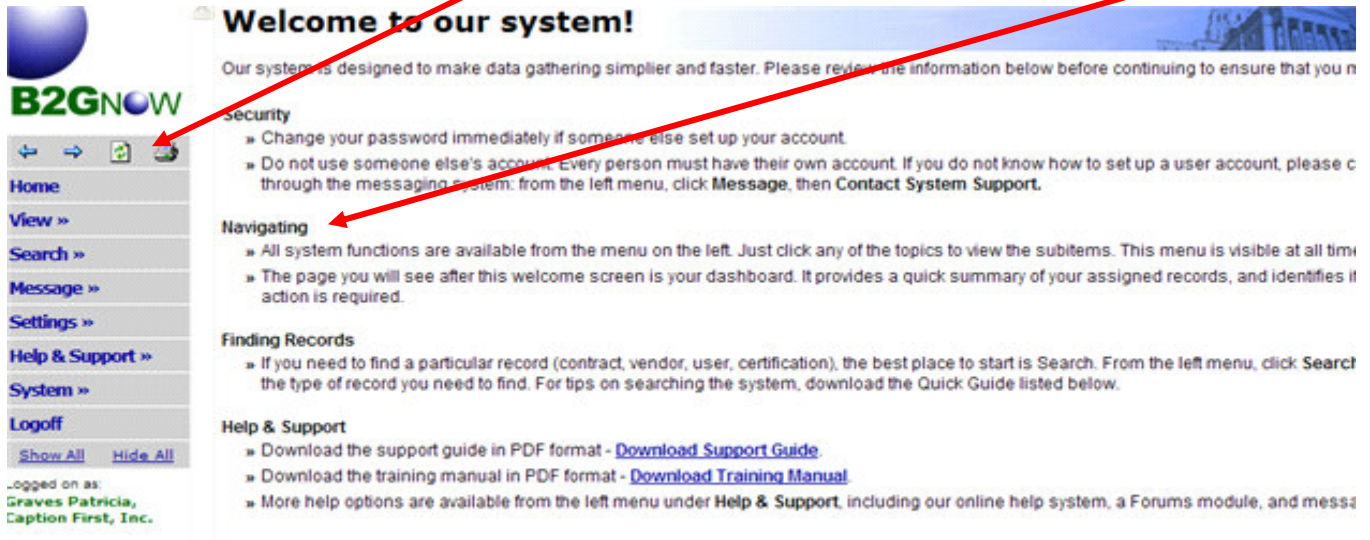 Welcome to our system!
Our system is designed to make data gathering simplier and faster. Please review the information below before continuing to ensure that you m
B2GNOW
Security
» Change your password immediately if someone else set up your account.
» Do not use someone else's account. Every person must have their own account. If you do not know how to set up a user account, please c
through the messaging system: from the left menu, click Message, then Contact System Support.
Home
View »
Search »
Message »
Settings »
Help & Support »
System »
Logoff
Show All Hide All
Logged on as:
Graves Patricia,
Caption First, Inc.
Navigating
» All system functions are available from the menu on the left. Just click any of the topics to view the subitems. This menu is visible at all time
» The page you will see after this welcome screen is your dashboard. It provides a quick summary of your assigned records, and identifies if
action is required.
Finding Records
» If you need to find a particular record (contract, vendor, user, certification), the best place to start is Search. From the left menu, click Search
the type of record you need to find. For tips on searching the system, download the Quick Guide listed below.
Help & Support
» Download the support guide in PDF format - Download Support Guide.
» Download the training manual in PDF format - Download Training Manual.
» More help options are available from the left menu under Help & Support, including our online help system, a Forums module, and messa